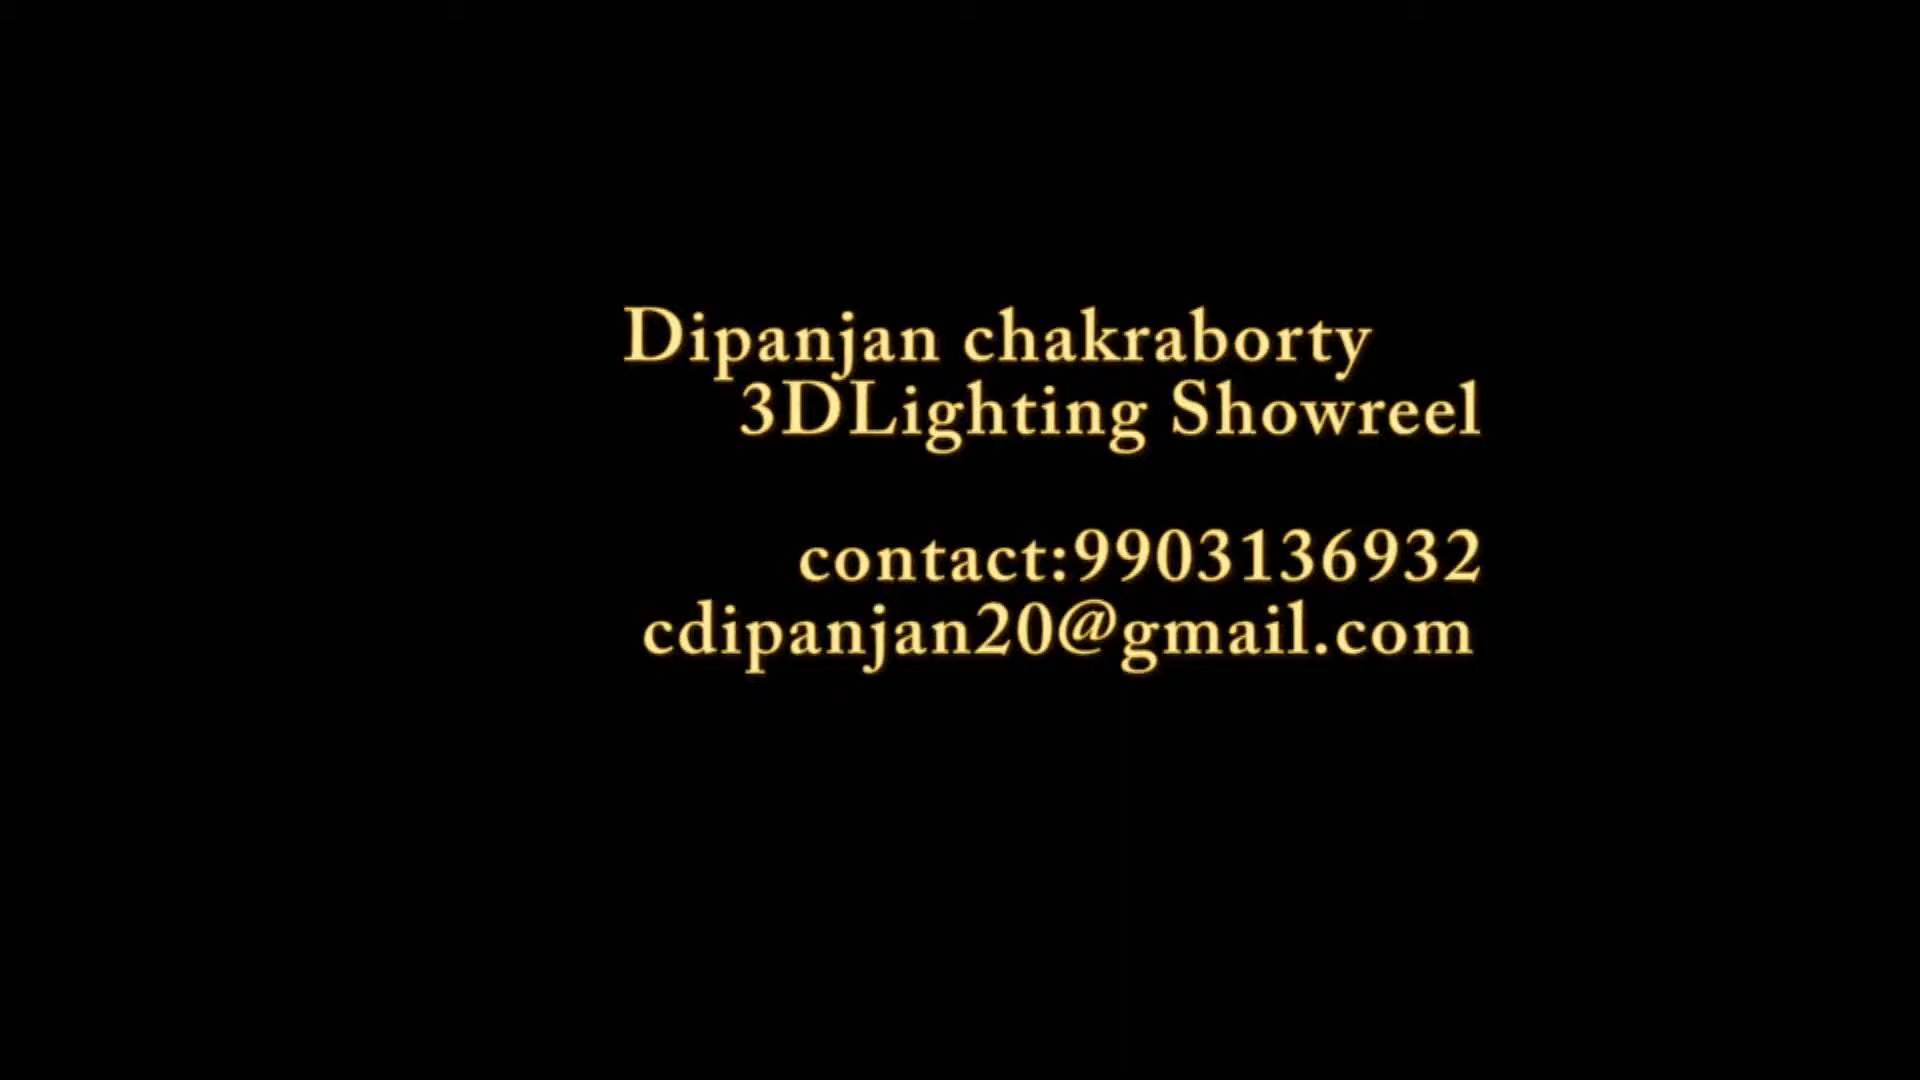 Dipanjan chakraborty
3DLighting Showreel
contact:9903136932
cdipanjan20@gmail.com